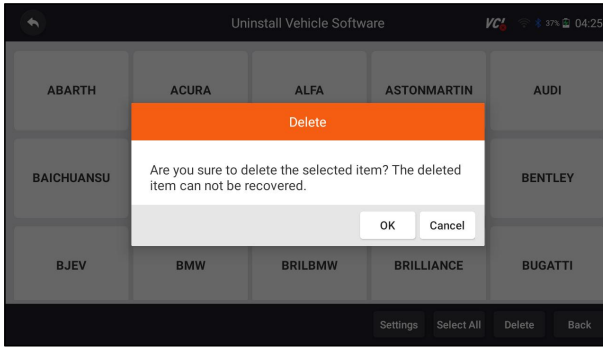 Uninstall Vehicle Software
VC!
37%
04:25
ABARTH
ACURA
ALFA
ASTONMARTIN
AUDI
Delete
Are you sure to delete the selected item? The deleted
item can not be recovered.
OK
Cancel
BAICHUANSU
BENTLEY
BJEV
BMW
BRILBMW
BRILLIANCE
BUGATTI
Settings
Select All
Delete
Back